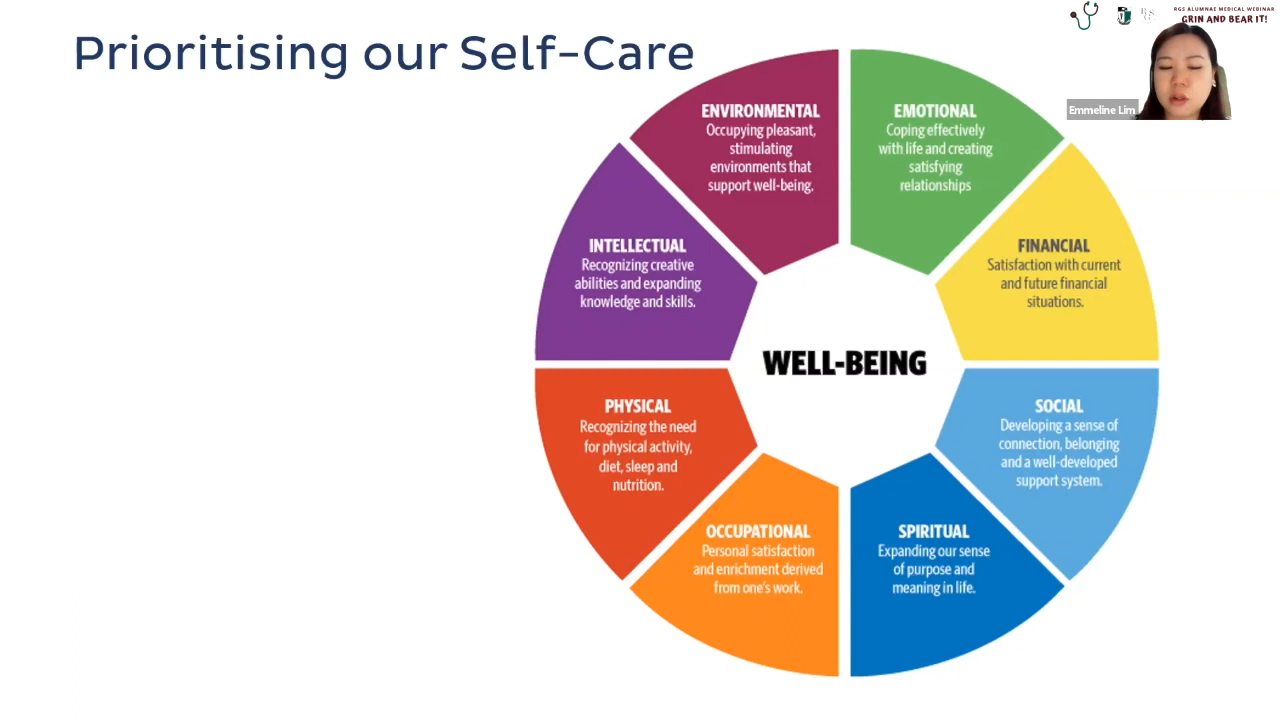 Prioritising our Self-Care
RGS ALUMNAE MEDICAL WEBINAR
GRIN AND BEAR IT!
Emmeline Lim
ENVIRONMENTAL
Occupying pleasant,
stimulating
environments that
support well-being.
EMOTIONAL
Coping effectively
with life and creating
satisfying
relationships
INTELLECTUAL
Recognizing creative
abilities and expanding
knowledge and skills.
FINANCIAL
Satisfaction with current
and future financial
situations.
WELL-BEING
PHYSICAL
Recognizing the need
for physical activity,
diet, sleep and
nutrition.
SOCIAL
Developing a sense of
connection, belonging
and a well-developed
support system.
OCCUPATIONAL
Personal satisfaction
and enrichment derived
from one's work.
SPIRITUAL
Expanding our sense
of purpose and
meaning in life.